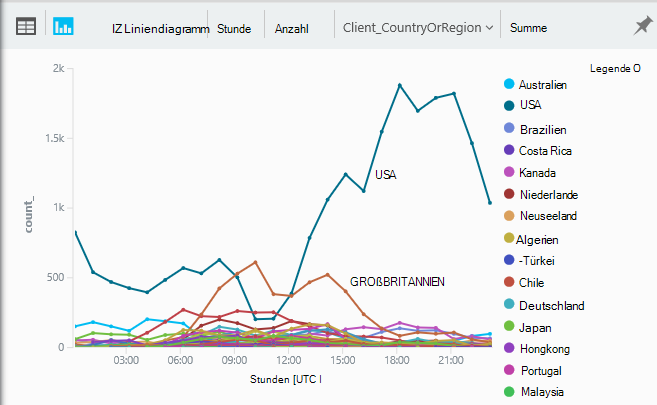 IZ Liniendiagramm Stunde Anzahl Client_CountryOrRegion Summe
Legende O
2k
1.5k
1k
500
0
count_
USA
GROẞBRITANNIEN
03:00 06:00 09:00 12:00 15:00 18:00 21:00
Stunden [UTC I
Australien
USA
Brazilien
Costa Rica
Kanada
Niederlande
Neuseeland
Algerien
-Türkei
Chile
Deutschland
Japan
Hongkong
Portugal
Malaysia